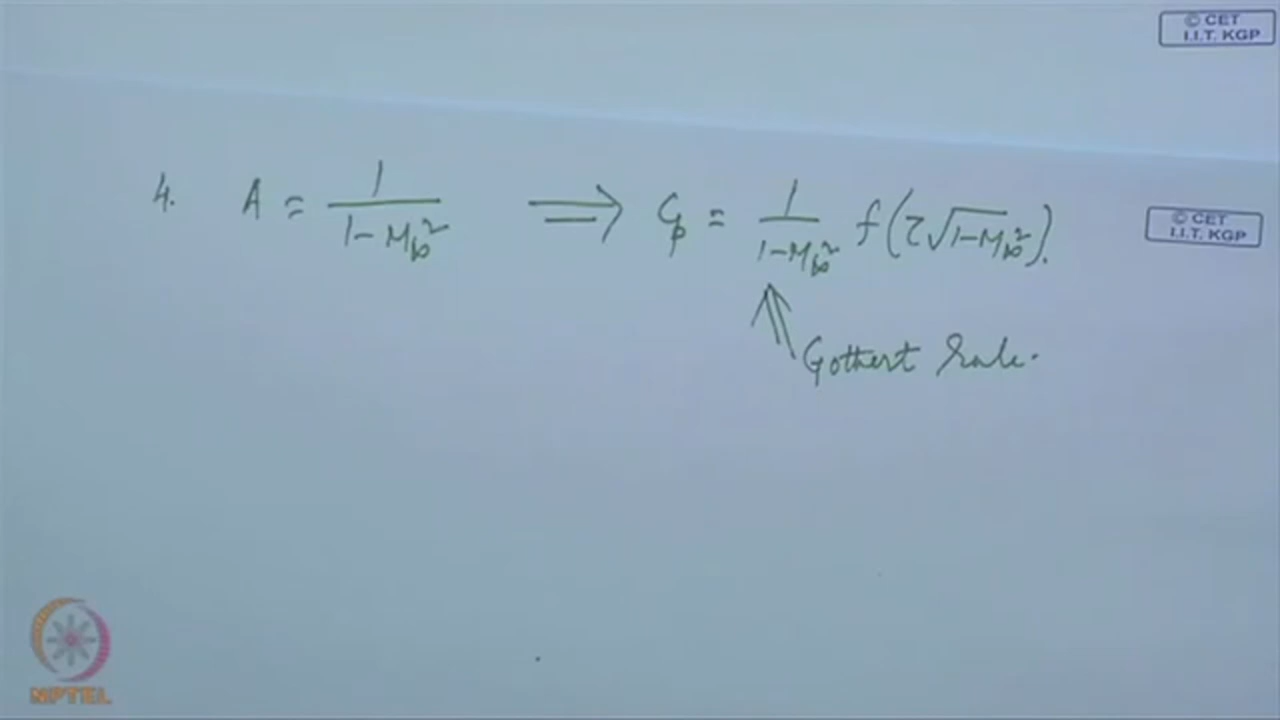 © CET
I.I.T. KGP
4. A = 1/(1-M∞²) ⟹ Cp = 1/(1-M∞²) f(τ√(1-M∞²)).
© CET
I.I.T. KGP
Gothert Rule.
NPTEL